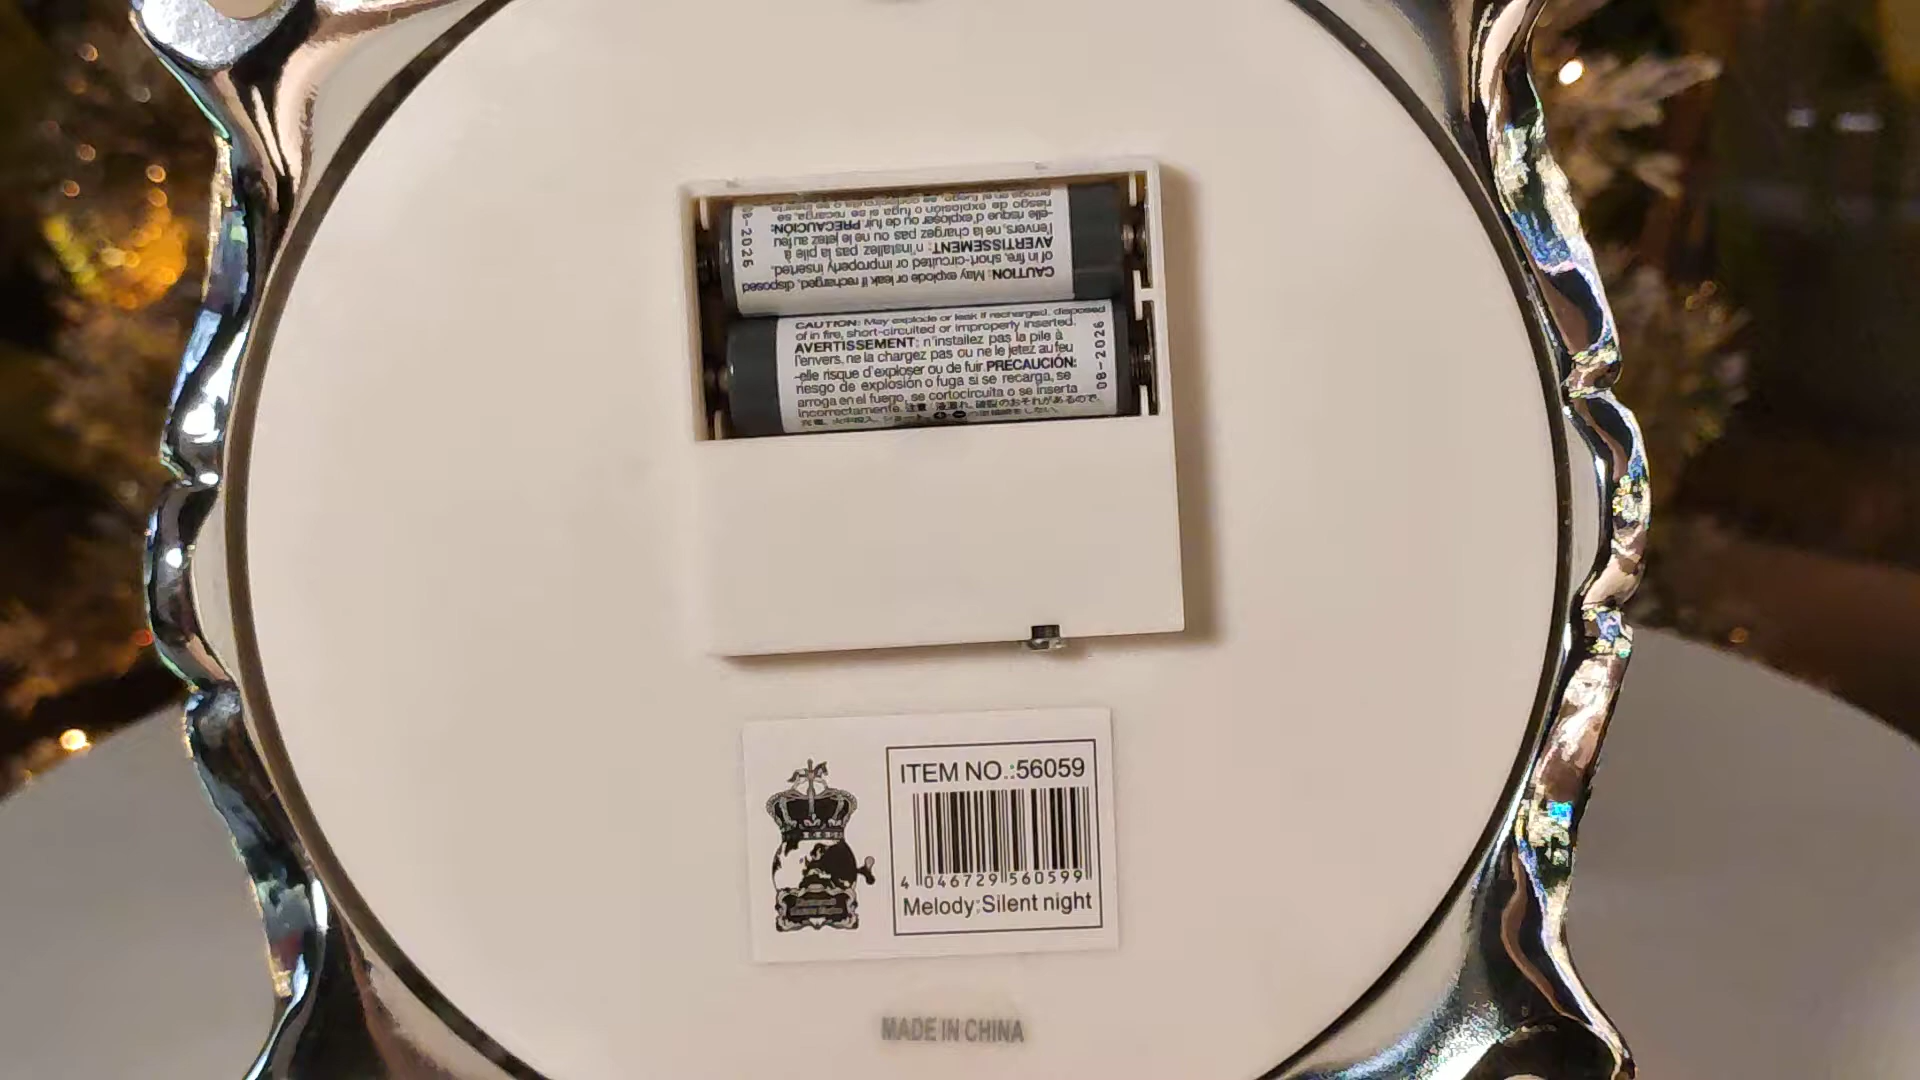 CAUTION: May explode or leak if recharged, disposed
of in fire, short-circuited or improperly inserted.
AVERTISSEMENT: n'installez pas la pile à
l'envers, ne la chargez pas ou ne le jetez au feu
-elle risque d'exploser ou de fuir. PRECAUCIÓN:
riesgo de explosión o fuga si se recarga, se
08-2026
CAUTION: May explode or leak if recharged, disposed
of in fire, short-circuited or improperly inserted.
AVERTISSEMENT: n'installez pas la pile à
l'envers, ne la chargez pas ou ne le jetez au feu
-elle risque d'exploser ou de fuir. PRECAUCIÓN:
riesgo de explosión o fuga si se recarga, se
arroga en el fuego, se cortocircuita o se inserta
incorrectamente.
08-2026
ITEM NO.:56059
4 046729 560599
Melody:Silent night
MADE IN CHINA